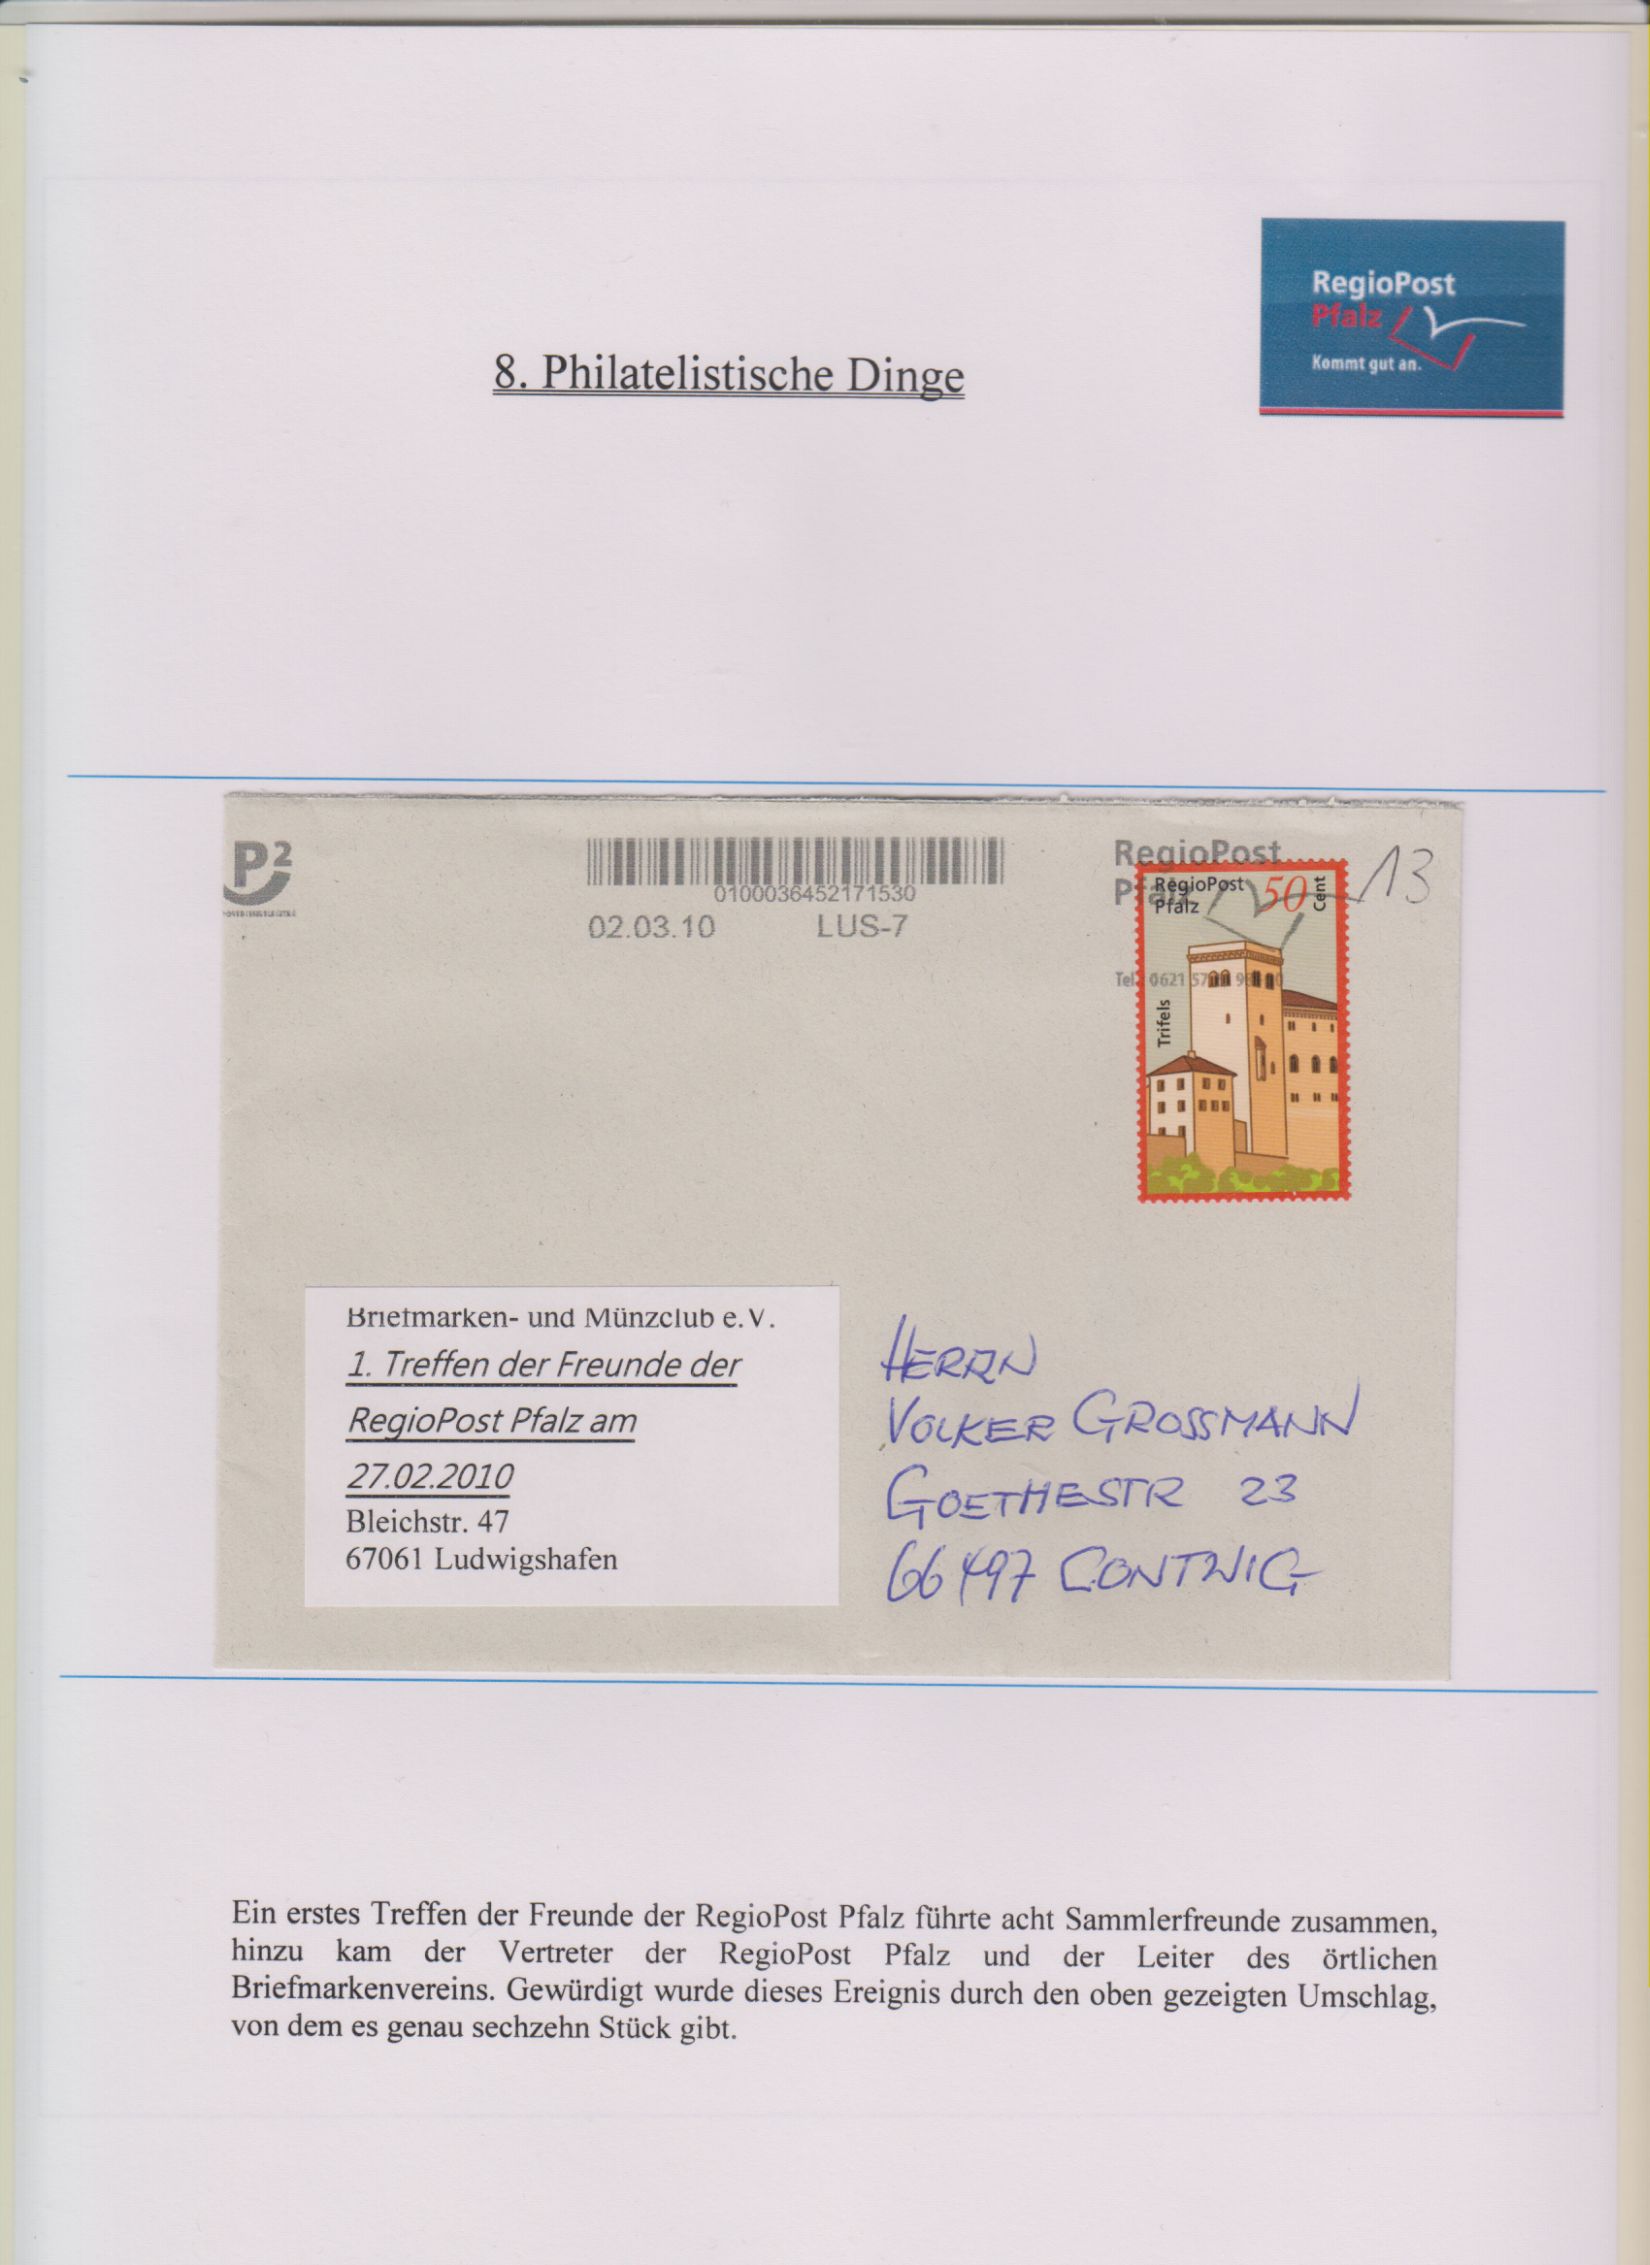 RegioPost
Pfalz
Kommt gut an.
8. Philatelistische Dinge
P2
0100036452171530
02.03.10 LUS-7
RegioPost
Pfalz
13
RegioPost 50 Cent
Pfalz
Tel. 0621
Trifels
Briefmarken- und Münzclub e.V.
1. Treffen der Freunde der
RegioPost Pfalz am
27.02.2010
Bleichstr. 47
67061 Ludwigshafen
HERRN
VOLKER GROSSMANN
GOETHESTR 23
66497 CONTWIG
Ein erstes Treffen der Freunde der RegioPost Pfalz führte acht Sammlerfreunde zusammen,
hinzu kam der Vertreter der RegioPost Pfalz und der Leiter des örtlichen
Briefmarkenvereins. Gewürdigt wurde dieses Ereignis durch den oben gezeigten Umschlag,
von dem es genau sechzehn Stück gibt.